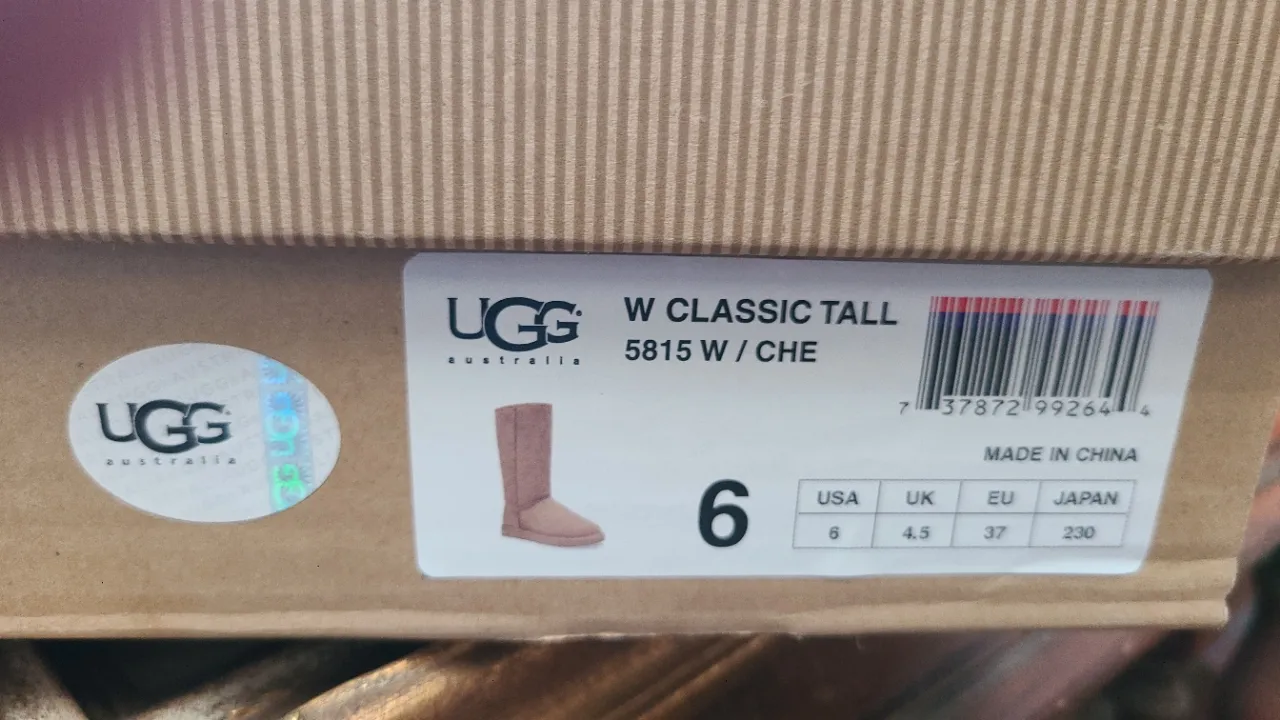 UGG
australia
UGG
australia
W CLASSIC TALL
5815 W / CHE
7 37872 99264 4
MADE IN CHINA
6
USA UK EU JAPAN
6 4.5 37 230